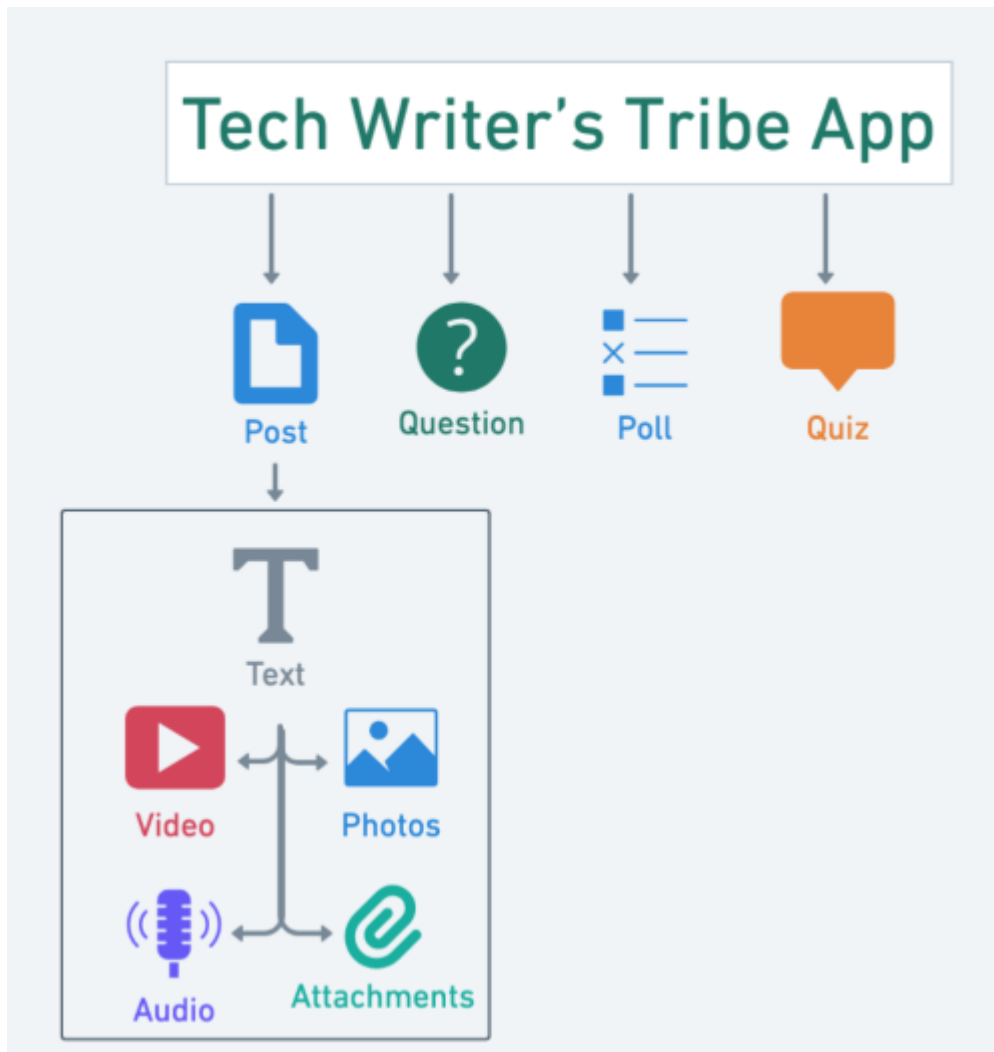 Tech Writer’s Tribe App
Post
Question
Poll
Quiz
Text
Video
Photos
Audio
Attachments